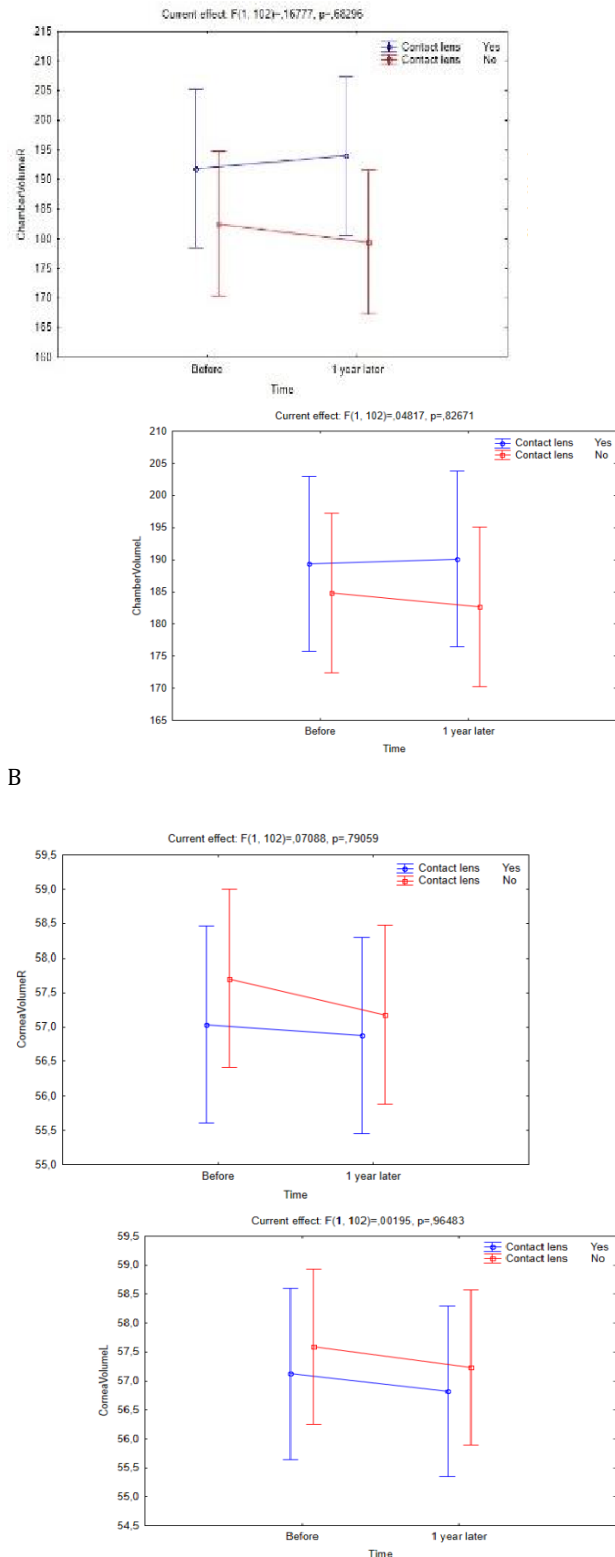 Current effect: F(1, 102)=,16777, p=,68296
Contact lens Yes
Contact lens No
215
210
205
200
195
190
185
180
175
170
165
160
ChamberVolumeR
Before 1 year later
Time
Current effect: F(1, 102)=,04817, p=,82671
Contact lens Yes
Contact lens No
210
205
200
195
190
185
180
175
170
165
ChamberVolumeL
Before 1 year later
Time
B
Current effect: F(1, 102)=,07088, p=,79059
Contact lens Yes
Contact lens No
59,5
59,0
58,5
58,0
57,5
57,0
56,5
56,0
55,5
55,0
CorneaVolumeR
Before 1 year later
Time
Current effect: F(1, 102)=,00195, p=,96483
Contact lens Yes
Contact lens No
59,5
59,0
58,5
58,0
57,5
57,0
56,5
56,0
55,5
55,0
54,5
CorneaVolumeL
Before 1 year later
Time